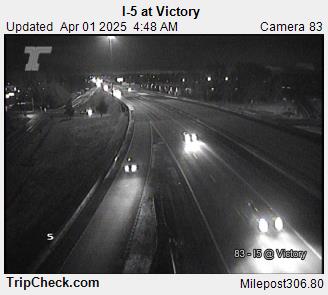 I-5 at Victory
Updated Apr 01 2025 4:48 AM Camera 83
T
S
83 - I5 @ Victory
TripCheck.com Milepost306.80